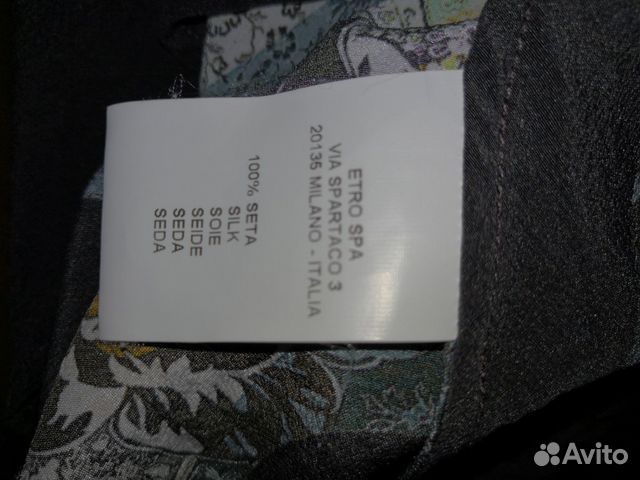 ETRO SPA
VIA SPARTACO 3
20135 MILANO - ITALIA
100% SETA
SILK
SOIE
SEIDE
SEDA
SEDA
Avito